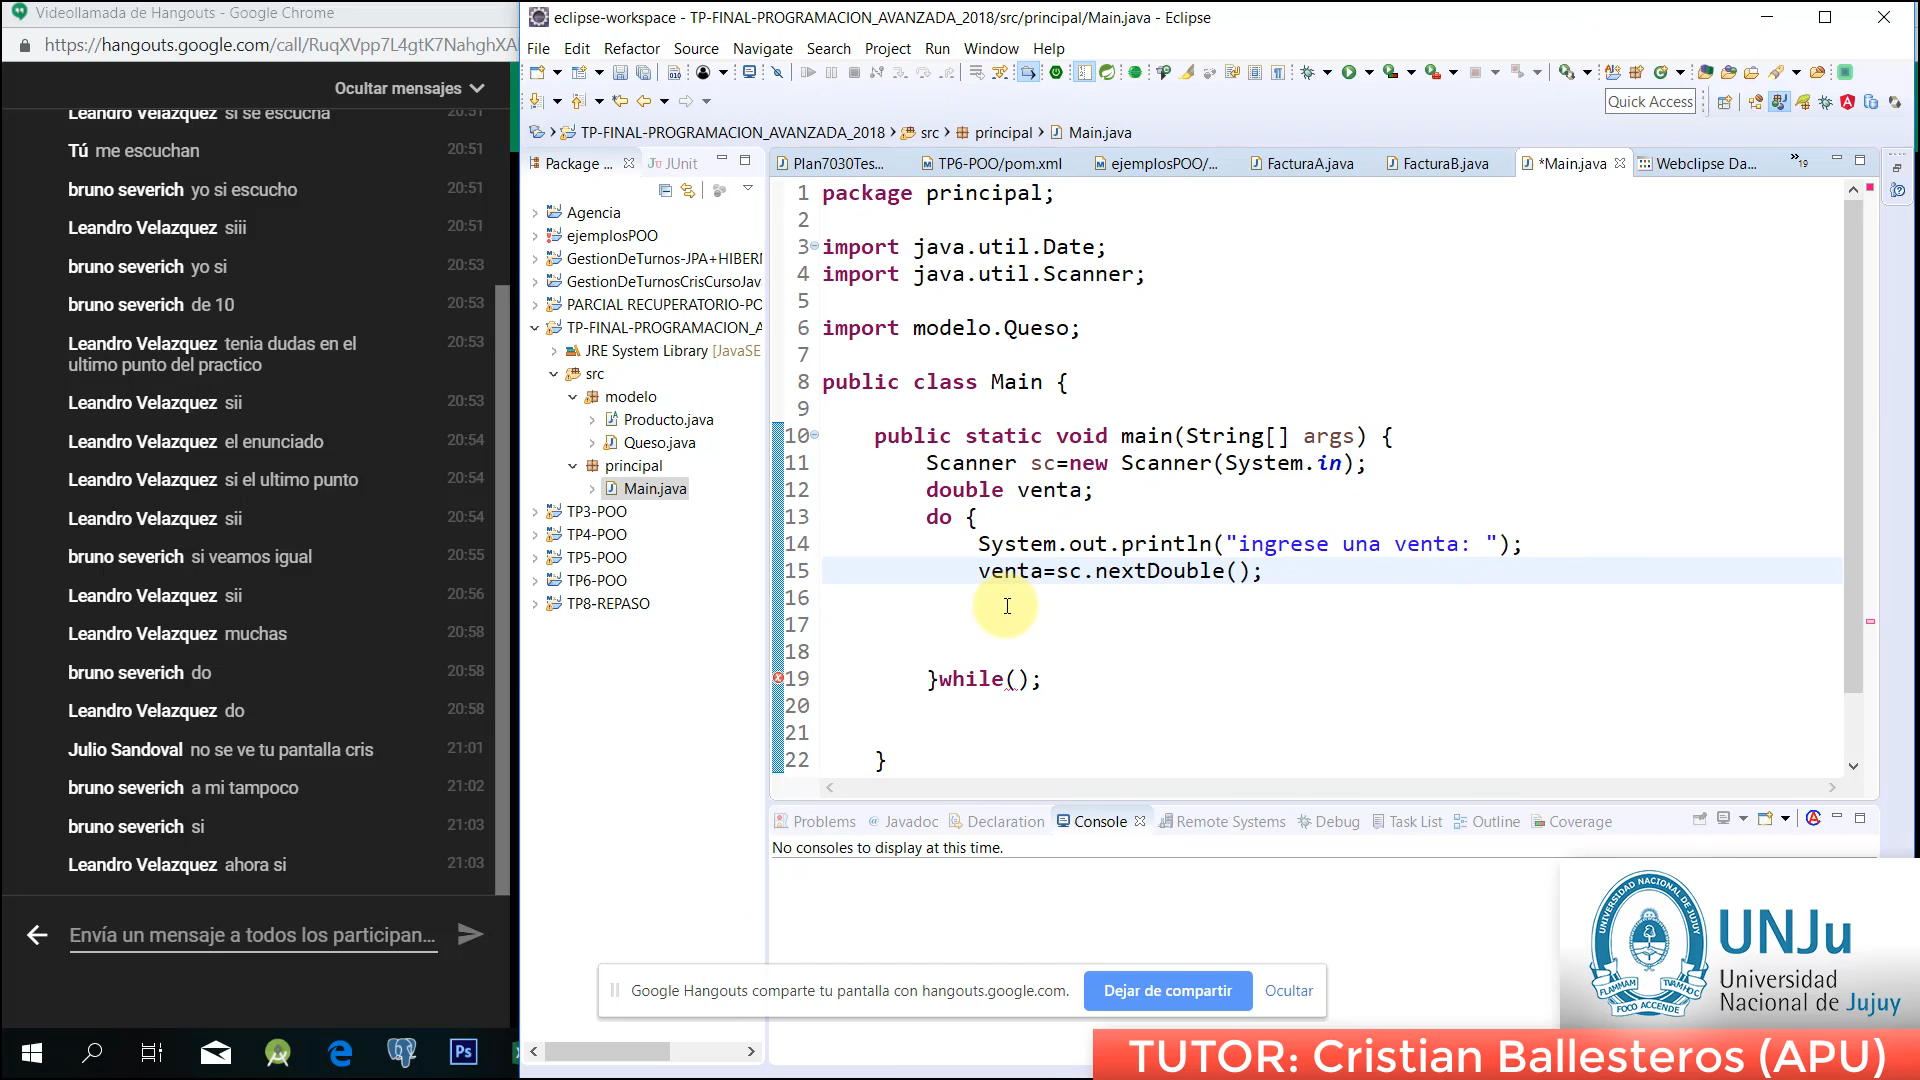 Videollamada de Hangouts - Google Chrome
https://hangouts.google.com/call/RuqXVpp7L4gtK7NahghXA
Ocultar mensajes
Leandro Velazquez si se escucha 20:51
Tú me escuchan 20:51
bruno severich yo si escucho 20:51
Leandro Velazquez siii 20:51
bruno severich yo si 20:53
bruno severich de 10 20:53
Leandro Velazquez tenia dudas en el 20:53
ultimo punto del practico
Leandro Velazquez sii 20:53
Leandro Velazquez el enunciado 20:54
Leandro Velazquez si el ultimo punto 20:54
Leandro Velazquez sii 20:54
bruno severich si veamos igual 20:55
Leandro Velazquez sii 20:56
Leandro Velazquez muchas 20:58
bruno severich do 20:58
Leandro Velazquez do 20:58
Julio Sandoval no se ve tu pantalla cris 21:01
bruno severich a mi tampoco 21:02
bruno severich si 21:03
Leandro Velazquez ahora si 21:03
Envía un mensaje a todos los participan...
eclipse-workspace - TP-FINAL-PROGRAMACION_AVANZADA_2018/src/principal/Main.java - Eclipse
File Edit Refactor Source Navigate Search Project Run Window Help
Quick Access
TP-FINAL-PROGRAMACION_AVANZADA_2018 src principal Main.java
Package ... JUnit
Agencia
ejemplosPOO
GestionDeTurnos-JPA+HIBERN
GestionDeTurnosCrisCursoJav
PARCIAL RECUPERATORIO-PO
TP-FINAL-PROGRAMACION_A
JRE System Library [JavaSE
src
modelo
Producto.java
Queso.java
principal
Main.java
TP3-POO
TP4-POO
TP5-POO
TP6-POO
TP8-REPASO
Plan7030Tes... TP6-POO/pom.xml ejemplosPOO/... FacturaA.java FacturaB.java *Main.java Webclipse Da... »19
1 package principal;
2
3 import java.util.Date;
4 import java.util.Scanner;
5
6 import modelo.Queso;
7
8 public class Main {
9
10 public static void main(String[] args) {
11 Scanner sc=new Scanner(System.in);
12 double venta;
13 do {
14 System.out.println("ingrese una venta: ");
15 venta=sc.nextDouble();
16
17
18
19 }while();
20
21
22 }
Problems Javadoc Declaration Console Remote Systems Debug Task List Outline Coverage
No consoles to display at this time.
Google Hangouts comparte tu pantalla con hangouts.google.com. Dejar de compartir Ocultar
UNIVERSIDAD NACIONAL DE JUJUY
UNJu
Universidad
Nacional de Jujuy
TUTOR: Cristian Ballesteros (APU)